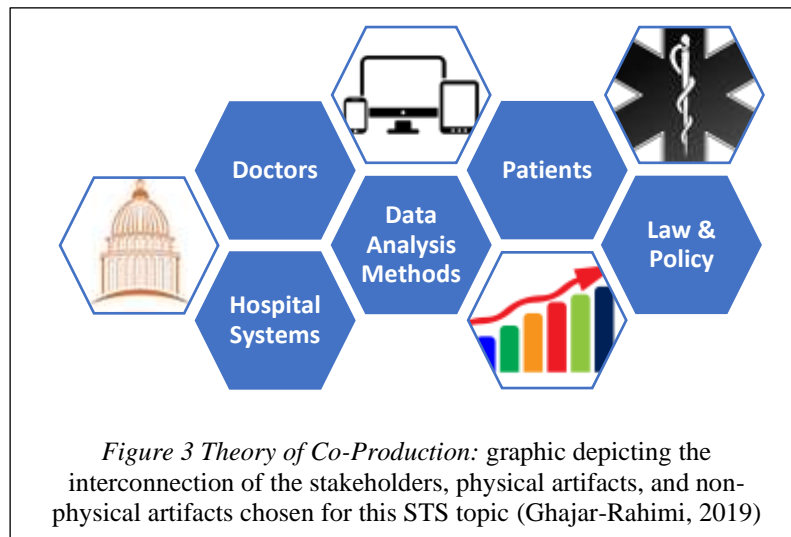 Doctors
Patients
Data
Analysis
Methods
Law &
Policy
Hospital
Systems
Figure 3 Theory of Co-Production: graphic depicting the
interconnection of the stakeholders, physical artifacts, and non-
physical artifacts chosen for this STS topic (Ghajar-Rahimi, 2019)